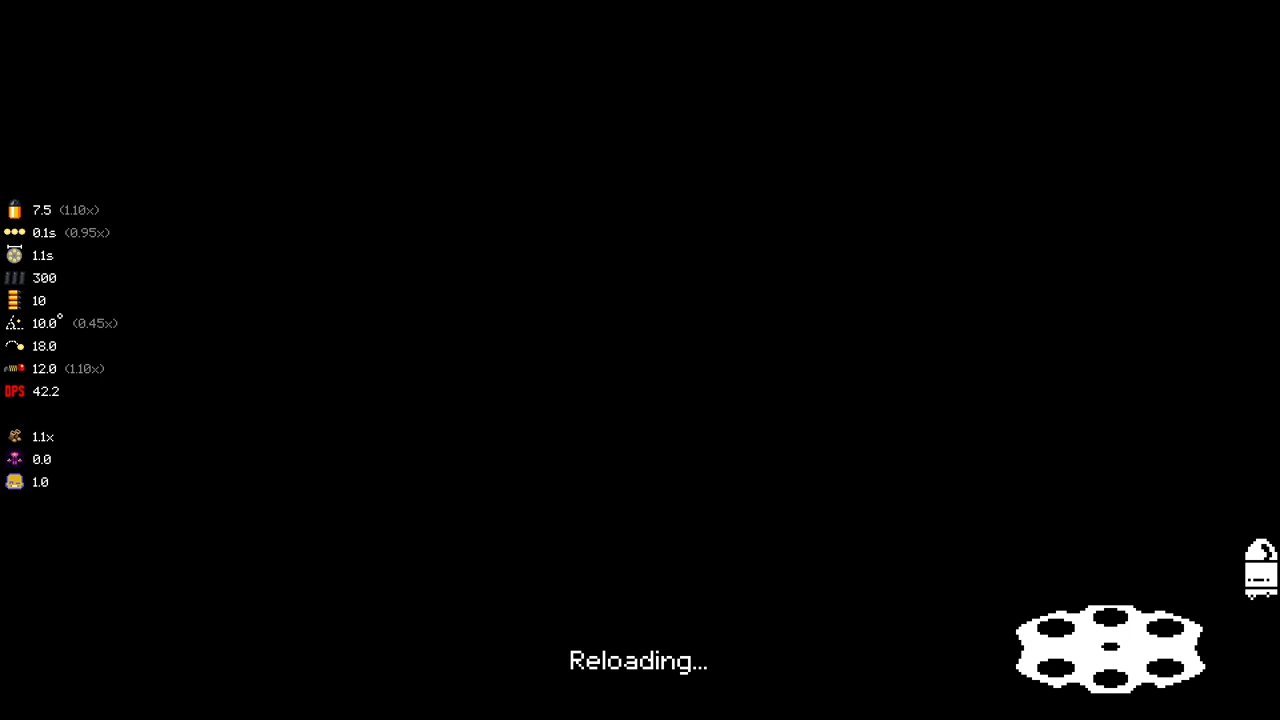 7.5 (1.10x)
0.1s (0.95x)
1.1s
300
10
10.0° (0.45x)
18.0
12.0 (1.10x)
DPS 42.2
1.1x
0.0
1.0
Reloading...